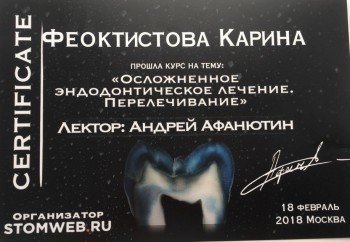 CERTIFICATE
ФЕОКТИСТОВА КАРИНА
ПРОШЛА КУРС НА ТЕМУ:
«ОСЛОЖНЕННОЕ
ЭНДОДОНТИЧЕСКОЕ ЛЕЧЕНИЕ.
ПЕРЕЛЕЧИВАНИЕ»
ЛЕКТОР: АНДРЕЙ АФАНЮТИН
ОРГАНИЗАТОР
STOMWEB.RU
18 ФЕВРАЛЬ
2018 МОСКВА